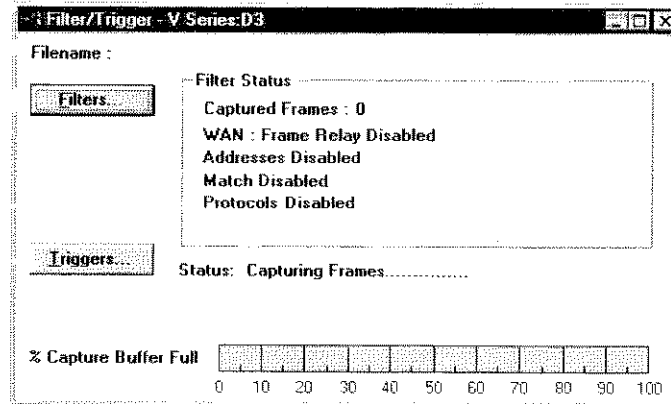 Filter/Trigger - V Series:D3
Filename :
Filters...
Filter Status
Captured Frames : 0
WAN : Frame Relay Disabled
Addresses Disabled
Match Disabled
Protocols Disabled
Triggers...
Status: Capturing Frames...............
% Capture Buffer Full
0 10 20 30 40 50 60 70 80 90 100